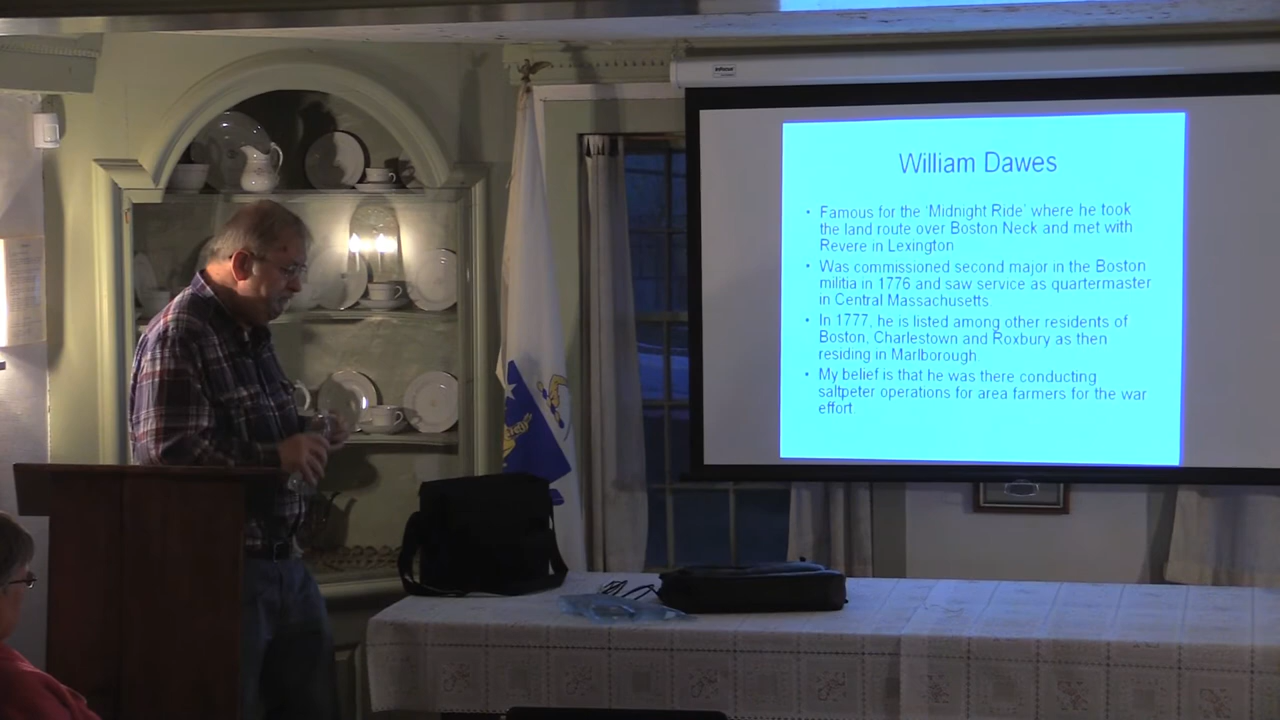 William Dawes
• Famous for the 'Midnight Ride' where he took
the land route over Boston Neck and met with
Revere in Lexington
• Was commissioned second major in the Boston
militia in 1776 and saw service as quartermaster
in Central Massachusetts.
• In 1777, he is listed among other residents of
Boston, Charlestown and Roxbury as then
residing in Marlborough
• My belief is that he was there conducting
saltpeter operations for area farmers for the war
effort.